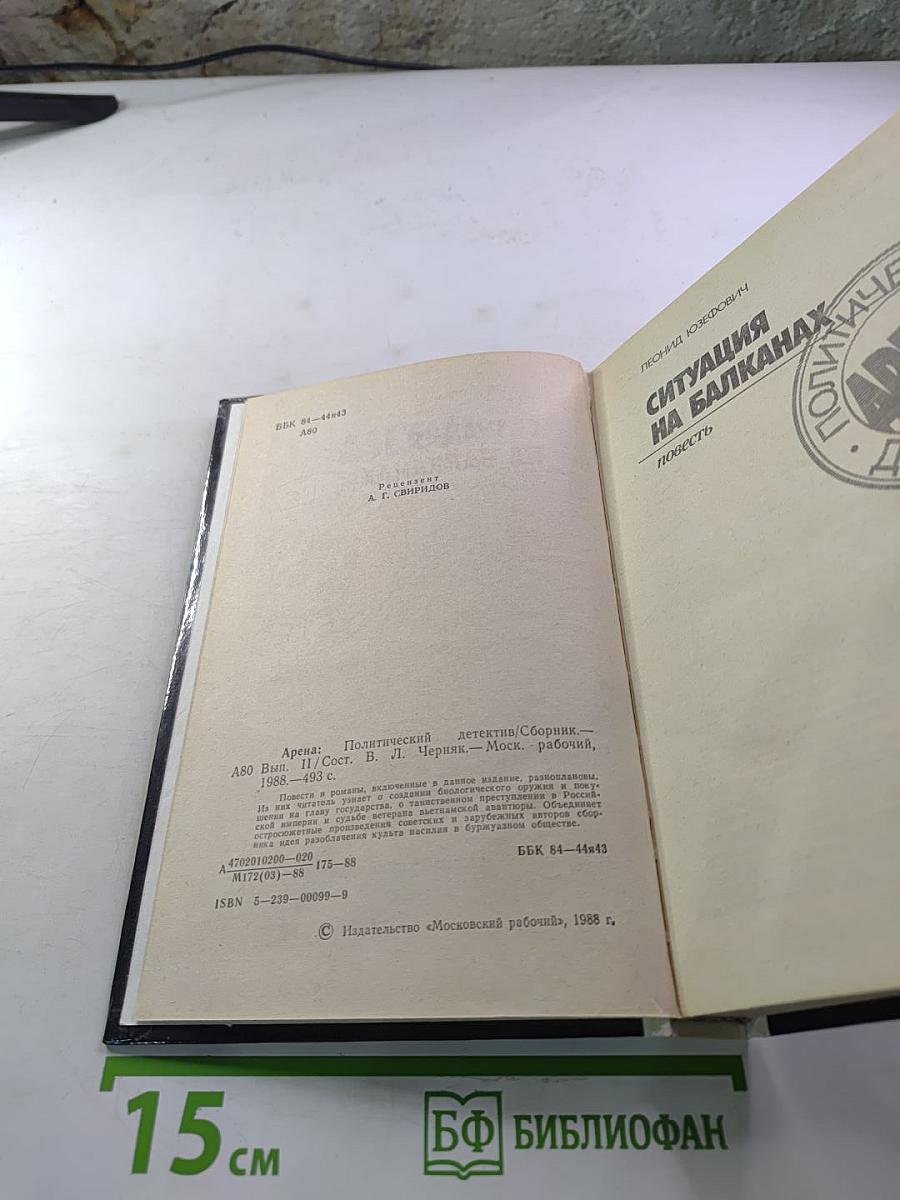 ББК 84—44я43
А80
Рецензент
А. Г. СВИРИДОВ
Арена: Политический детектив/Сборник.—
А80 Вып. II/Сост. В. Л. Черняк.— Моск. рабочий,
1988.—493 с.
Повести и романы, включенные в данное издание, разноплановы.
Из них читатель узнает о создании биологического оружия и поку-
шении на главу государства, о таинственном преступлении в Россий-
ской империи и судьбе ветерана вьетнамской авантюры. Объединяет
остросюжетные произведения советских и зарубежных авторов сбор-
ника идея разоблачения культа насилия в буржуазном обществе.
А 4702010200—020 175—88
М172(03)—88
ББК 84—44я43
ISBN 5—239—00099—9
© Издательство «Московский рабочий», 1988 г.
ЛЕОНИД ЮЗЕФОВИЧ
СИТУАЦИЯ
НА БАЛКАНАХ
повесть
15 см
БФ БИБЛИОФАН